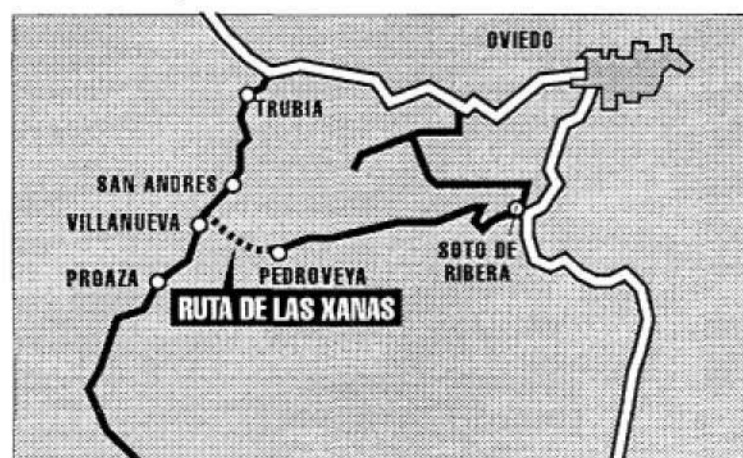 OVIEDO
TRUBIA
SAN ANDRES
VILLANUEVA
SOTO DE
RIBERA
PROAZA
PEDROVEYA
RUTA DE LAS XANAS